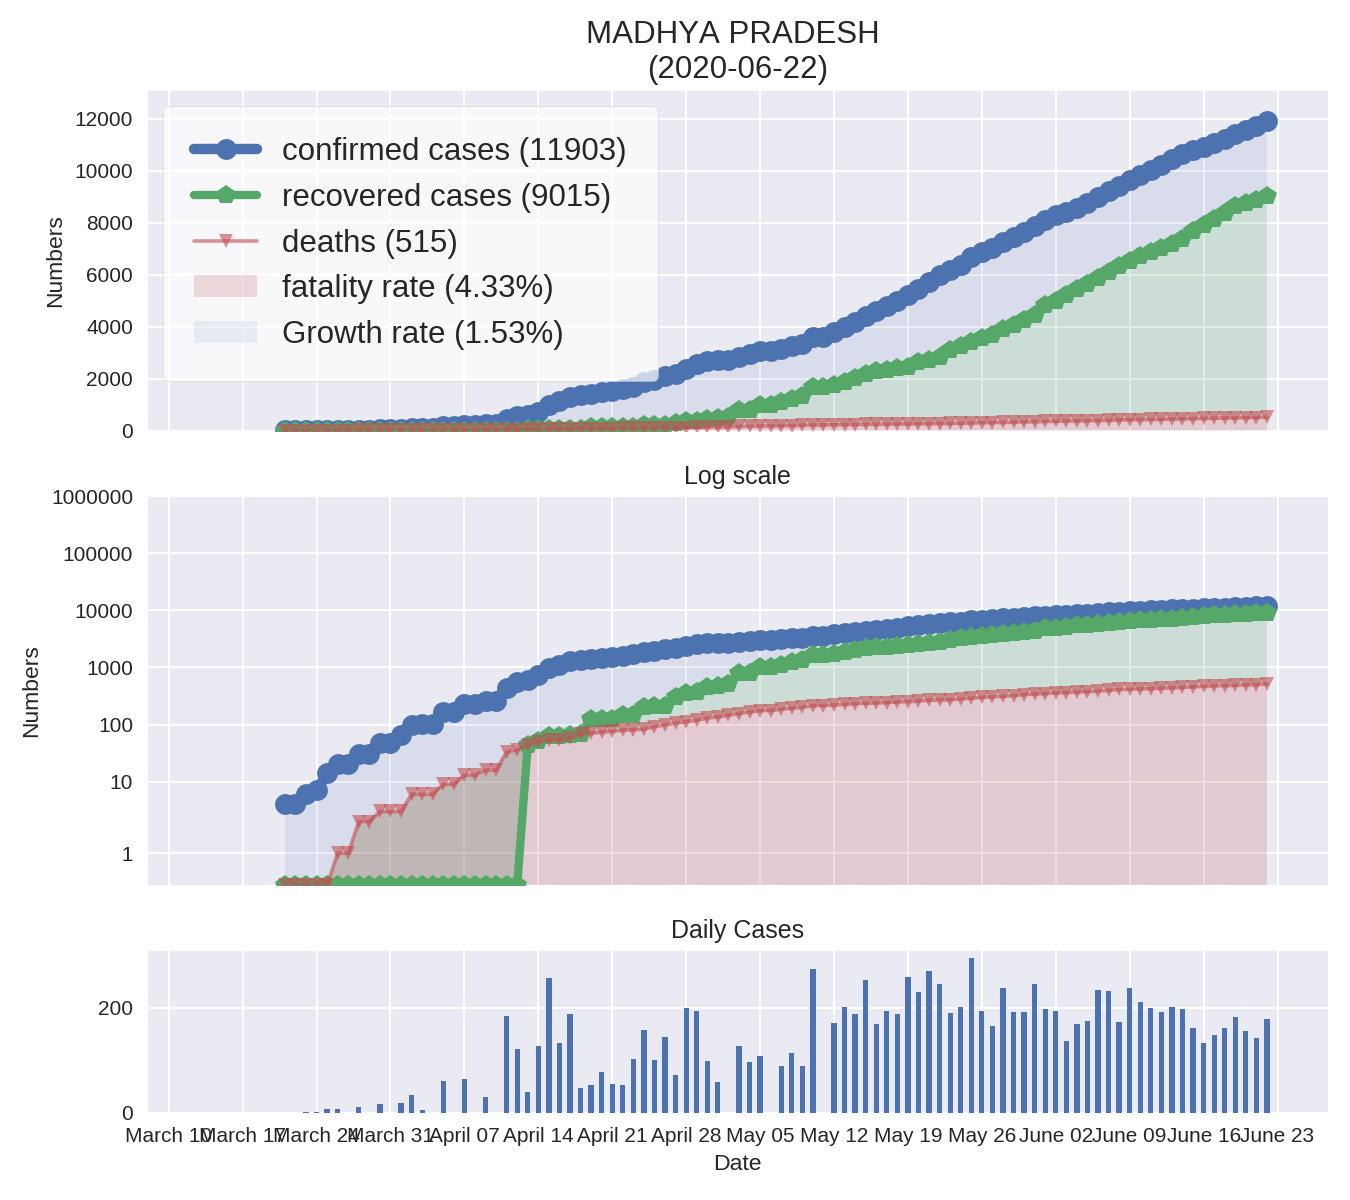 MADHYA PRADESH
(2020-06-22)
12000
10000
8000
6000
4000
2000
0
Numbers
confirmed cases (11903)
recovered cases (9015)
deaths (515)
fatality rate (4.33%)
Growth rate (1.53%)
Log scale
1000000
100000
10000
1000
100
10
1
Numbers
Daily Cases
200
0
March 10 March 17 March 24 March 31 April 07 April 14 April 21 April 28 May 05 May 12 May 19 May 26 June 02 June 09 June 16 June 23
Date